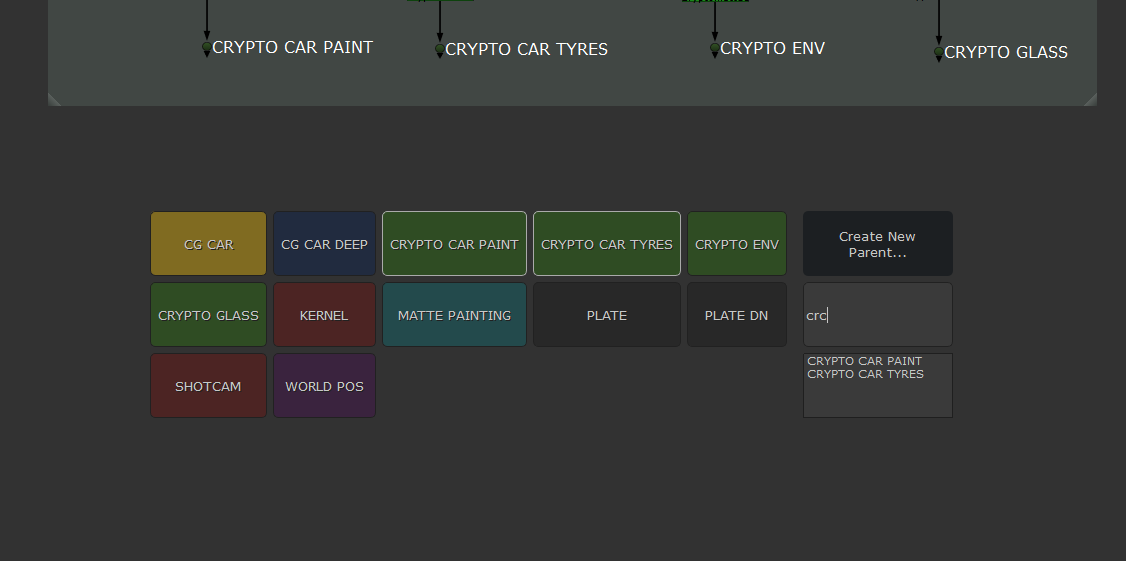 CRYPTO CAR PAINT
CRYPTO CAR TYRES
CRYPTO ENV
CRYPTO GLASS
CG CAR
CG CAR DEEP
CRYPTO CAR PAINT
CRYPTO CAR TYRES
CRYPTO ENV
Create New
Parent...
CRYPTO GLASS
KERNEL
MATTE PAINTING
PLATE
PLATE DN
crc
SHOTCAM
WORLD POS
CRYPTO CAR PAINT
CRYPTO CAR TYRES